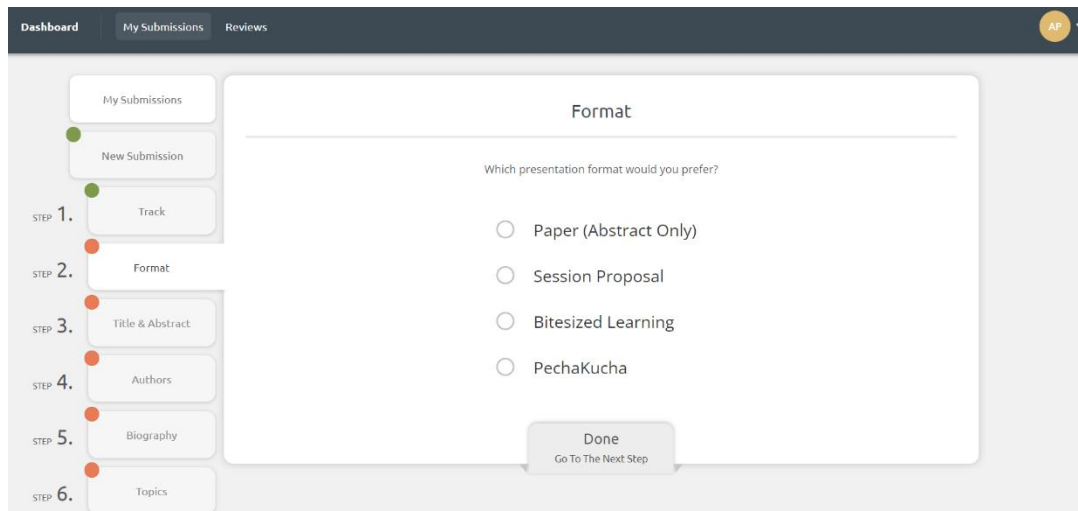 Dashboard My Submissions Reviews AP
My Submissions
New Submission
STEP 1. Track
STEP 2. Format
STEP 3. Title & Abstract
STEP 4. Authors
STEP 5. Biography
STEP 6. Topics
Format
Which presentation format would you prefer?
Paper (Abstract Only)
Session Proposal
Bitesized Learning
PechaKucha
Done
Go To The Next Step